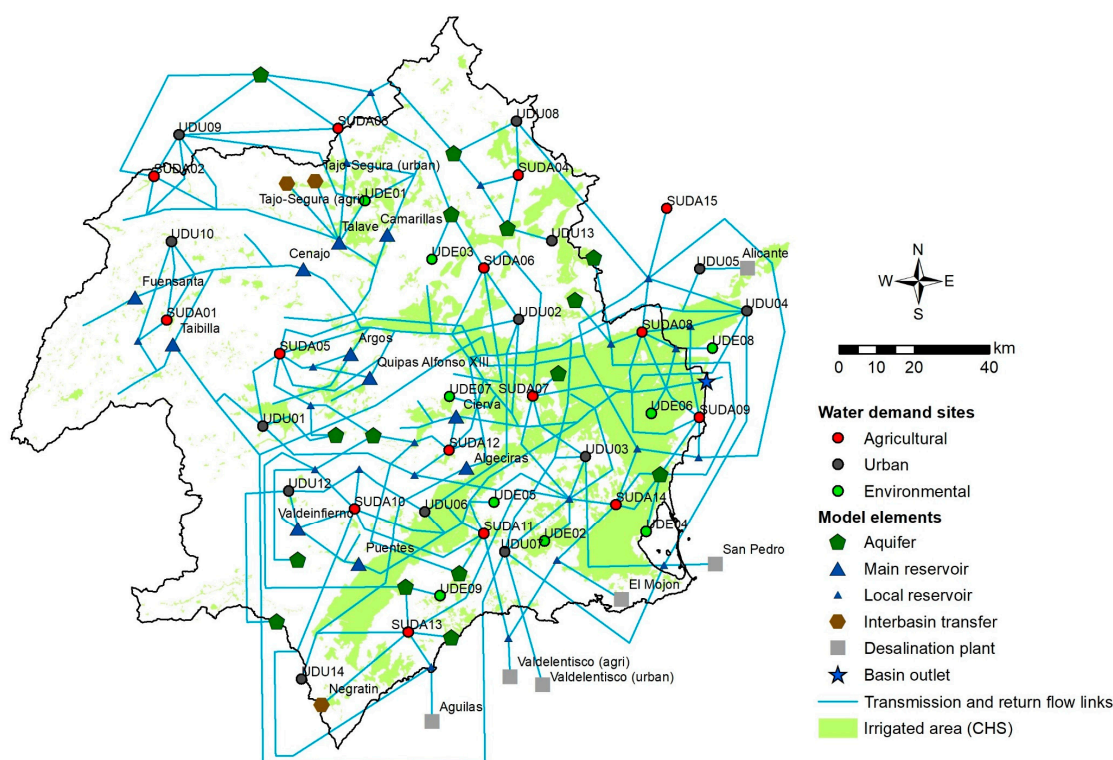 UDU08
UDU09
SUDA03
SUDA02
Tajo-Segura (urban)
SUDA04
Tajo-Segura (agri)
UDE01
SUDA15
Camarillas
Talave
UDU10
UDU13
Cenajo
UDE03
SUDA06
UDU05
Alicante
Fuensanta
SUDA01
Taibilla
UDU02
UDU04
SUDA08
UDE08
SUDA05
Argos
Quipas Alfonso XIII
UDE07
SUDA07
Cierva
UDE06
SUDA09
UDU01
SUDA12
Algeciras
UDU03
UDU12
SUDA10
UDU06
UDE05
SUDA14
Valdeinfierno
SUDA11
UDE02
UDE04
Puentes
UDU07
San Pedro
UDE09
El Mojon
SUDA13
UDU14
Negratin
Valdelentisco (agri)
Valdelentisco (urban)
Aguilas
N
W
E
S
km
0 10 20 40
Water demand sites
Agricultural
Urban
Environmental
Model elements
Aquifer
Main reservoir
Local reservoir
Interbasin transfer
Desalination plant
Basin outlet
Transmission and return flow links
Irrigated area (CHS)